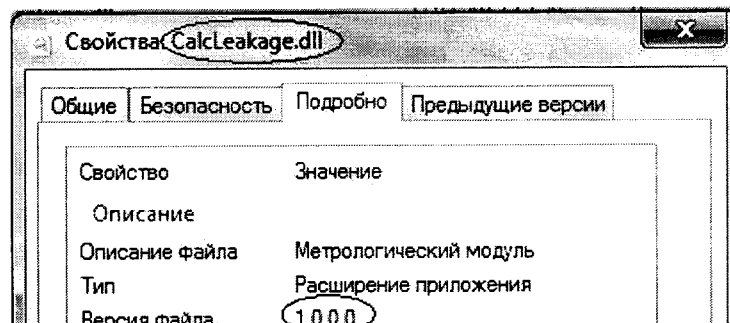 Свойства: CalcLeakage.dll
Общие Безопасность Подробно Предыдущие версии
Свойство Значение
Описание
Описание файла Метрологический модуль
Тип Расширение приложения
Версия файла 1.0.0.0